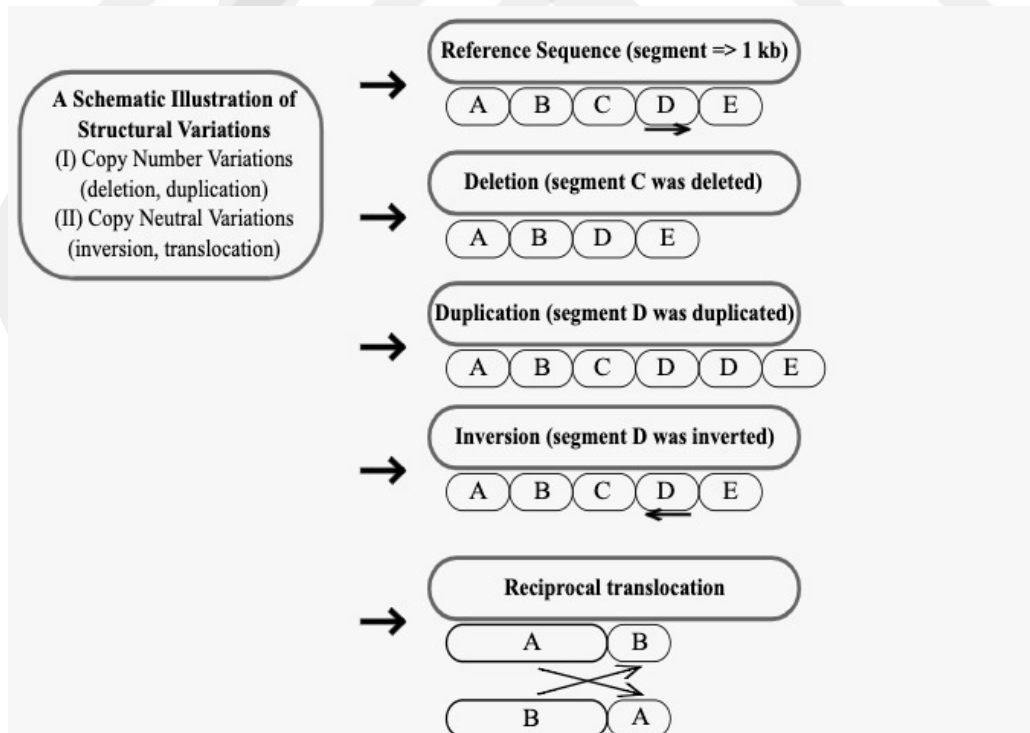 A Schematic Illustration of
Structural Variations
(I) Copy Number Variations
(deletion, duplication)
(II) Copy Neutral Variations
(inversion, translocation)
Reference Sequence (segment => 1 kb)
A B C D E
Deletion (segment C was deleted)
A B D E
Duplication (segment D was duplicated)
A B C D D E
Inversion (segment D was inverted)
A B C D E
Reciprocal translocation
A B
B A